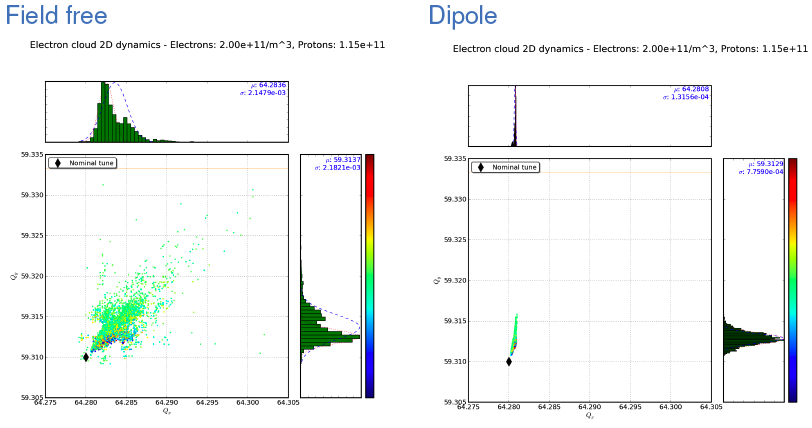 Field free
Electron cloud 2D dynamics - Electrons: 2.00e+11/m^3, Protons: 1.15e+11
μ: 64.2836
σ: 2.1479e-03
59.335
59.330
59.325
59.320
59.315
59.310
59.305
Nominal tune
μ: 59.3137
σ: 2.1821e-03
64.275
64.280
64.285
64.290
64.295
64.300
64.305
Dipole
Electron cloud 2D dynamics - Electrons: 2.00e+11/m^3, Protons: 1.15e+11
μ: 64.2808
σ: 1.3156e-04
59.335
59.330
59.325
59.320
59.315
59.310
59.305
Nominal tune
μ: 59.3129
σ: 7.7590e-04
64.275
64.280
64.285
64.290
64.295
64.300
64.305